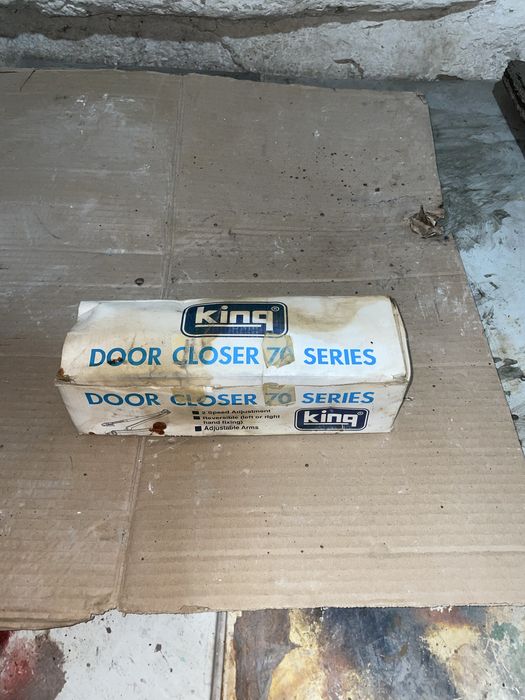 king®
DOOR CLOSER 70 SERIES
DOOR CLOSER 70 SERIES
2 Speed Adjustment
Reversible (left or right
hand fixing)
Adjustable Arms
king®